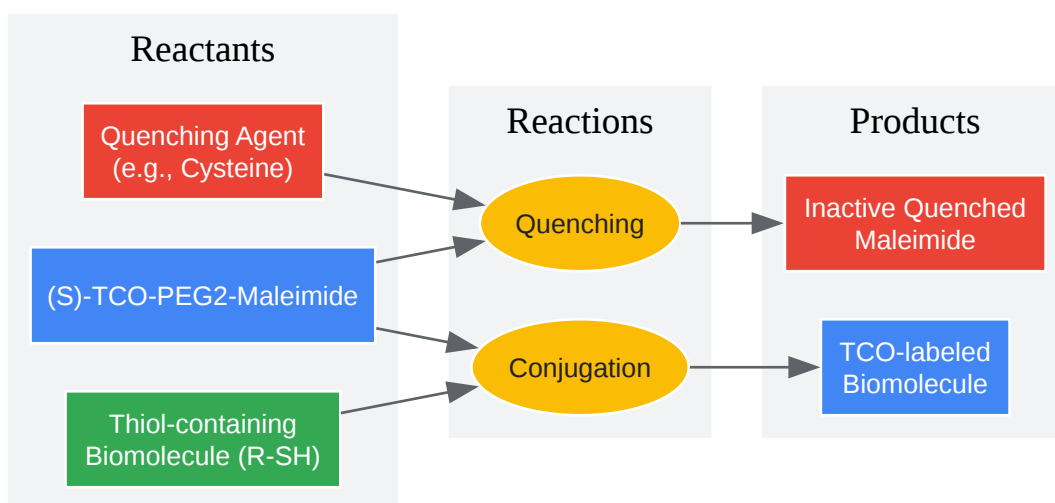 Reactants
Quenching Agent
(e.g., Cysteine)
(S)-TCO-PEG2-Maleimide
Thiol-containing
Biomolecule (R-SH)
Reactions
Quenching
Conjugation
Products
Inactive Quenched
Maleimide
TCO-labeled
Biomolecule